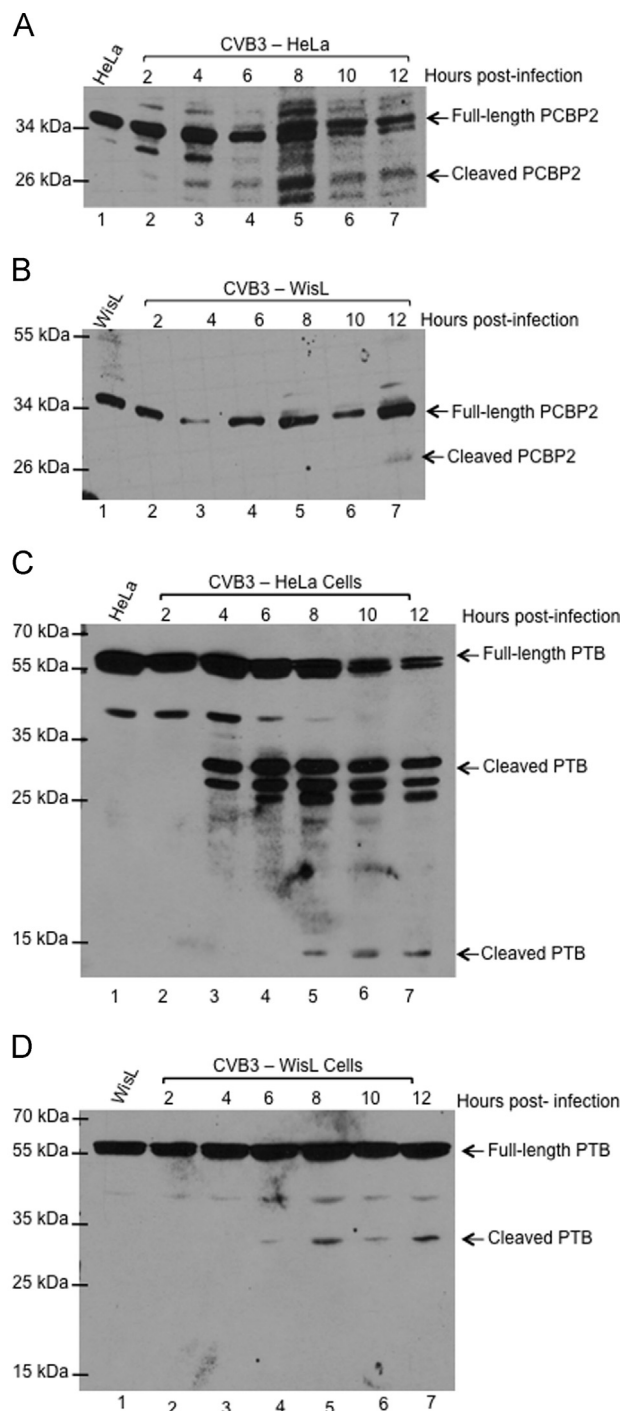 A
CVB3 – HeLa
HeLa 2 4 6 8 10 12 Hours post-infection
34 kDa
Full-length PCBP2
26 kDa
Cleaved PCBP2
1 2 3 4 5 6 7
B
CVB3 – WisL
WisL 2 4 6 8 10 12 Hours post-infection
55 kDa
34 kDa
Full-length PCBP2
26 kDa
Cleaved PCBP2
1 2 3 4 5 6 7
C
CVB3 – HeLa Cells
HeLa 2 4 6 8 10 12 Hours post-infection
70 kDa
55 kDa
Full-length PTB
35 kDa
Cleaved PTB
25 kDa
15 kDa
Cleaved PTB
1 2 3 4 5 6 7
D
CVB3 – WisL Cells
WisL 2 4 6 8 10 12 Hours post- infection
70 kDa
55 kDa
Full-length PTB
35 kDa
Cleaved PTB
25 kDa
15 kDa
1 2 3 4 5 6 7